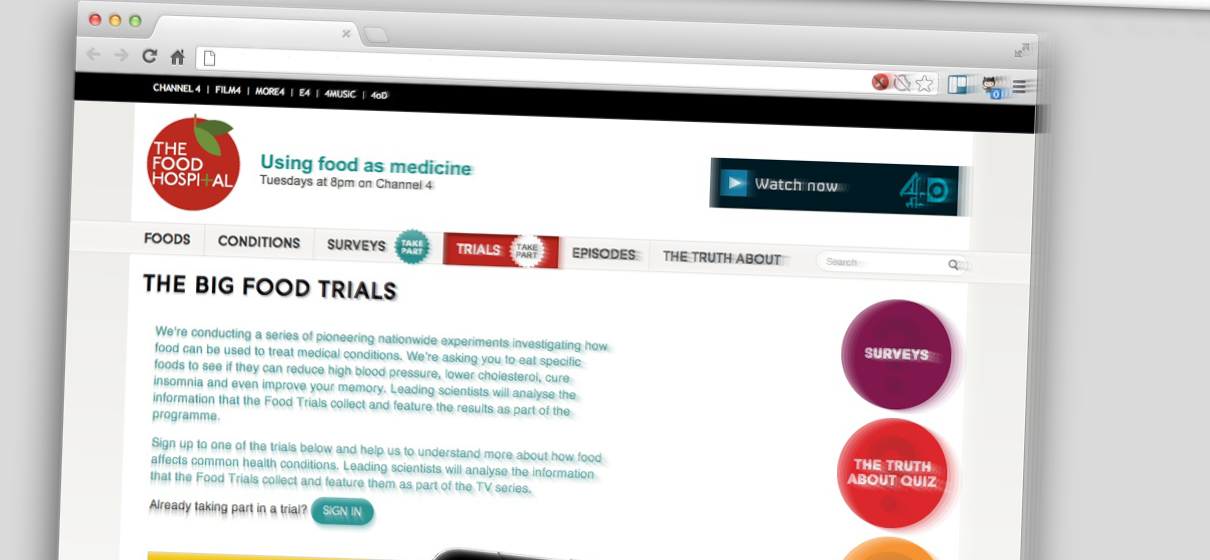 CHANNEL 4 | FILM4 | MORE4 | E4 | 4MUSIC | 4oD
THE
FOOD
HOSPITAL
Using food as medicine
Tuesdays at 8pm on Channel 4
Watch now
4oD
FOODS
CONDITIONS
SURVEYS
TAKE
PART
TRIALS
TAKE
PART
EPISODES
THE TRUTH ABOUT
Search
THE BIG FOOD TRIALS
We're conducting a series of pioneering nationwide experiments investigating how
food can be used to treat medical conditions. We're asking you to eat specific
foods to see if they can reduce high blood pressure, lower cholesterol, cure
insomnia and even improve your memory. Leading scientists will analyse the
information that the Food Trials collect and feature the results as part of the
programme.
Sign up to one of the trials below and help us to understand more about how food
affects common health conditions. Leading scientists will analyse the information
that the Food Trials collect and feature them as part of the TV series.
Already taking part in a trial?
SIGN IN
SURVEYS
THE TRUTH
ABOUT QUIZ
0